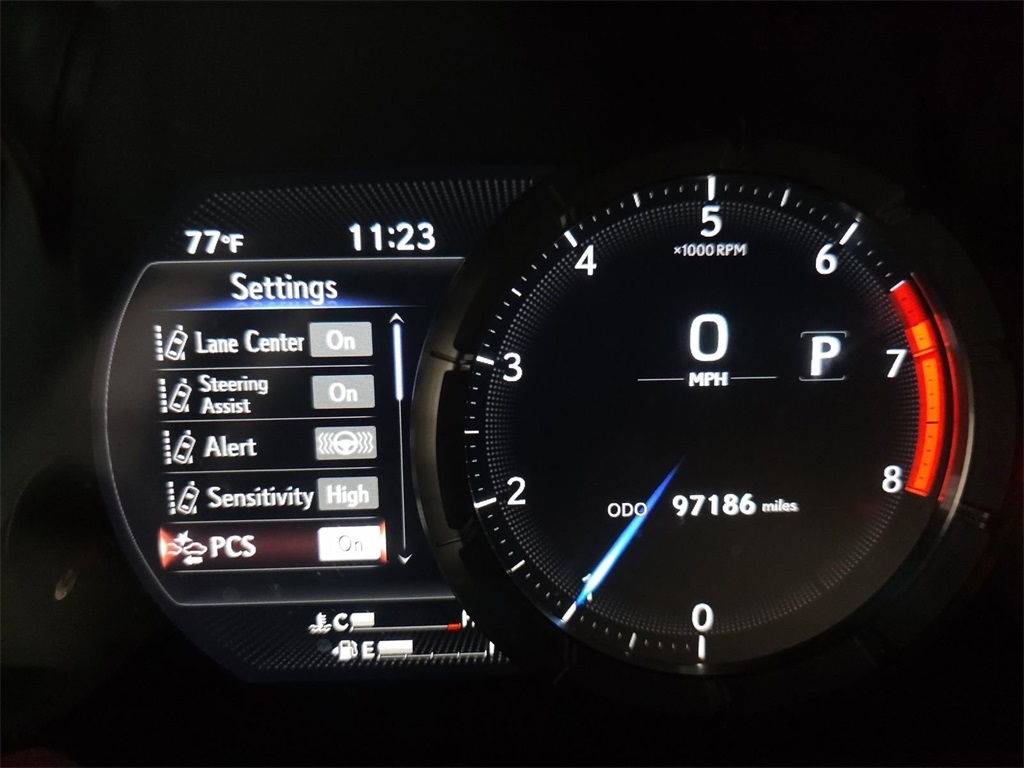 77°F 11:23
Settings
Lane Center On
Steering
Assist
On
Alert
Sensitivity High
PCS On
C H
E
5
×1000 RPM
4
6
0
MPH
P
3
7
2
8
ODO 97186 miles
1
0